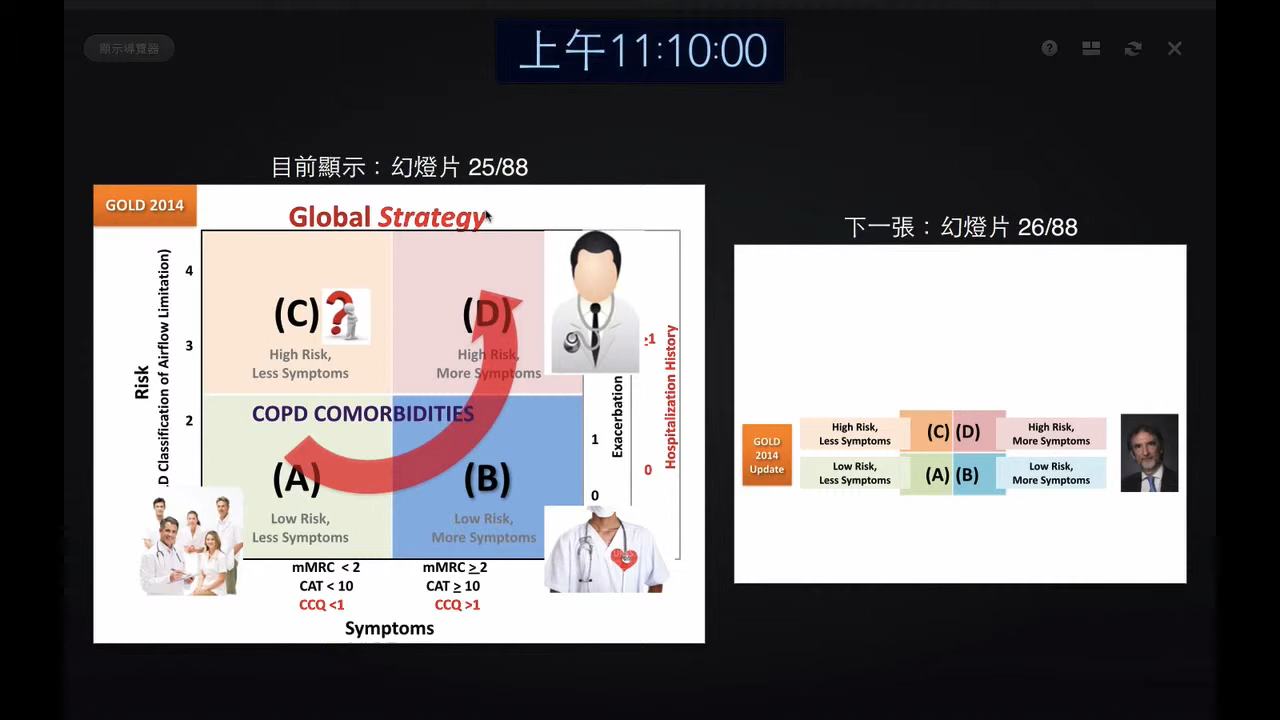 顯示導覽器
上午11:10:00
?
目前顯示：幻燈片 25/88
GOLD 2014
Global Strategy
Risk
D Classification of Airflow Limitation)
4
3
2
(C)
High Risk,
Less Symptoms
(D)
High Risk,
More Symptoms
COPD COMORBIDITIES
(A)
Low Risk,
Less Symptoms
(B)
Low Risk,
More Symptoms
1
0
Exacerbation
≥1
0
Hospitalization History
mMRC < 2
CAT < 10
CCQ <1
mMRC ≥ 2
CAT ≥ 10
CCQ >1
Symptoms
下一張：幻燈片 26/88
GOLD
2014
Update
High Risk,
Less Symptoms
(C) (D)
High Risk,
More Symptoms
Low Risk,
Less Symptoms
(A) (B)
Low Risk,
More Symptoms